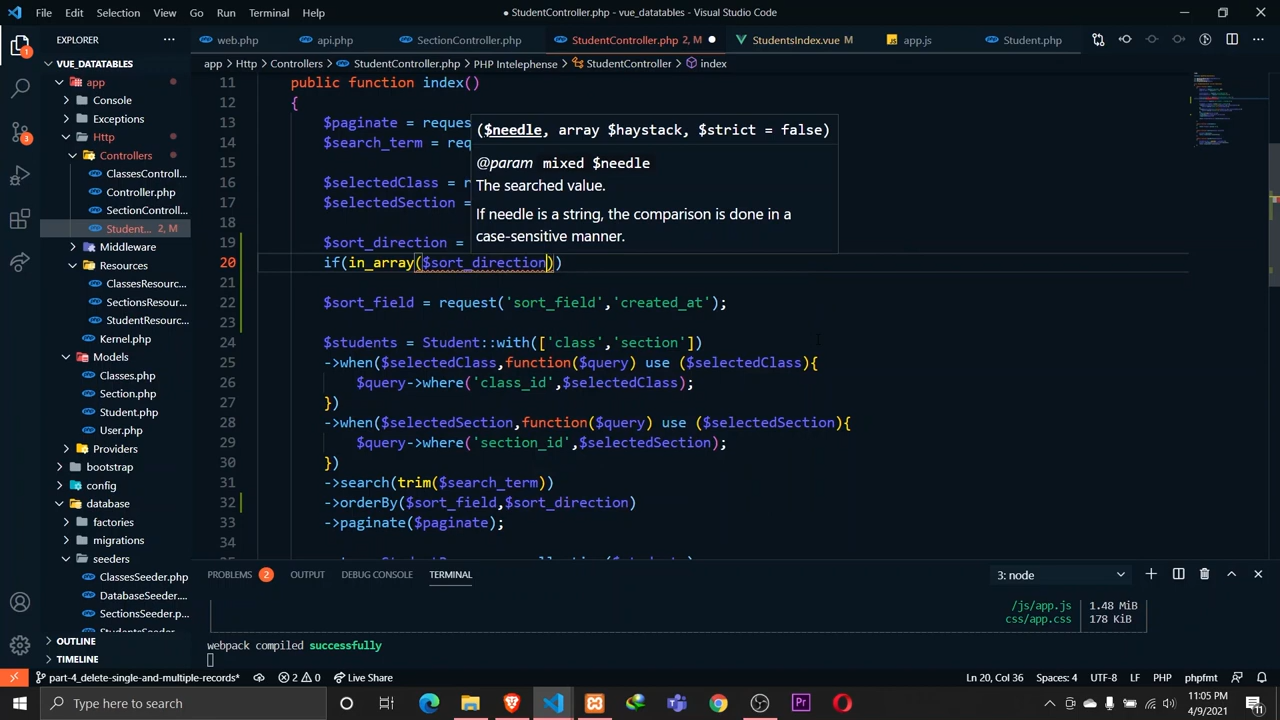 File Edit Selection View Go Run Terminal Help
StudentController.php - vue_datatables - Visual Studio Code
EXPLORER
web.php
api.php
SectionController.php
StudentController.php 2, M
StudentsIndex.vue M
app.js
Student.php
VUE_DATATABLES
app > Http > Controllers > StudentController.php > PHP Intelephense > StudentController > index
app
Console
Exceptions
Http
Controllers
ClassesControll...
Controller.php
SectionControll...
Student... 2, M
Middleware
Resources
ClassesResourc...
SectionsResourc...
StudentResourc...
Kernel.php
Models
Classes.php
Section.php
Student.php
User.php
Providers
bootstrap
config
database
factories
migrations
seeders
ClassesSeeder.php
DatabaseSeeder....
SectionsSeeder.p...
OUTLINE
TIMELINE
11 public function index()
12 {
13 $paginate = reques
14 $search_term = req
15
16 $selectedClass = r
17 $selectedSection =
18
19 $sort_direction =
20 if(in_array($sort_direction))
21
22 $sort_field = request('sort_field','created_at');
23
24 $students = Student::with(['class','section'])
25 ->when($selectedClass,function($query) use ($selectedClass){
26 $query->where('class_id',$selectedClass);
27 })
28 ->when($selectedSection,function($query) use ($selectedSection){
29 $query->where('section_id',$selectedSection);
30 })
31 ->search(trim($search_term))
32 ->orderBy($sort_field,$sort_direction)
33 ->paginate($paginate);
34
($needle, array $haystack, $strict = false)
@param mixed $needle
The searched value.
If needle is a string, the comparison is done in a
case-sensitive manner.
PROBLEMS 2 OUTPUT DEBUG CONSOLE TERMINAL
3: node
/js/app.js 1.48 MiB
css/app.css 178 KiB
webpack compiled successfully
part-4_delete-single-and-multiple-records* 2 0 Live Share
Ln 20, Col 36 Spaces: 4 UTF-8 LF PHP phpfmt
Type here to search
11:05 PM
4/9/2021